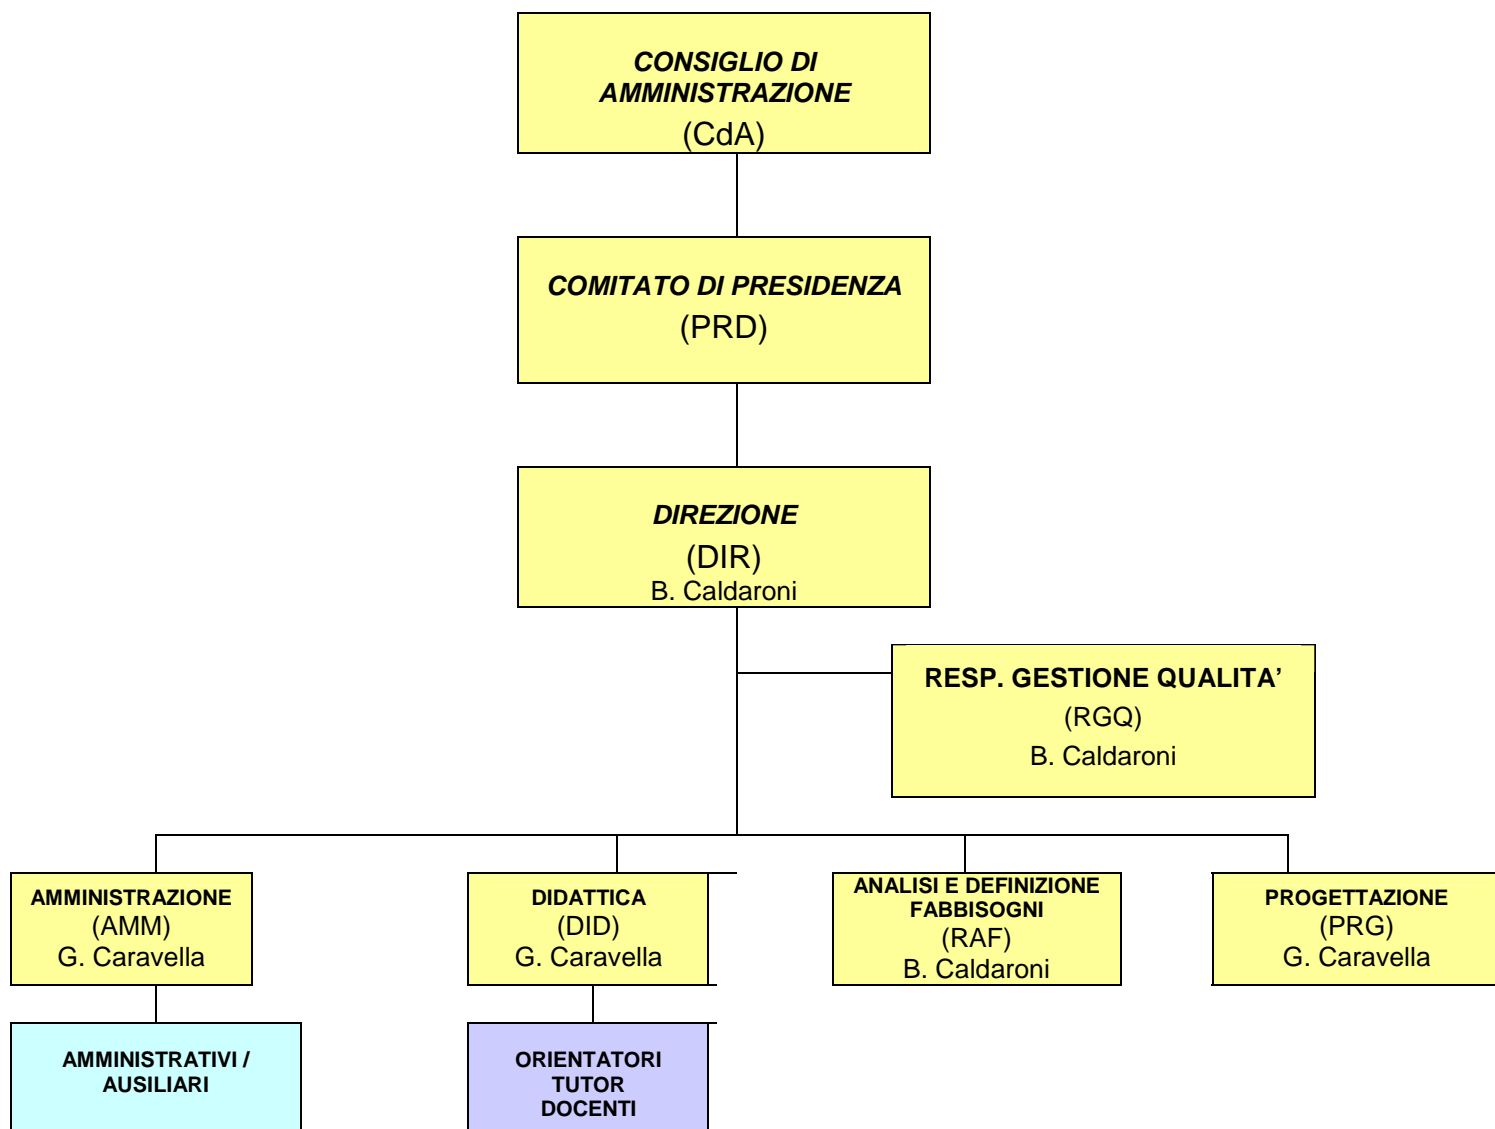 CONSIGLIO DI
AMMINISTRAZIONE
(CdA)
COMITATO DI PRESIDENZA
(PRD)
DIREZIONE
(DIR)
B. Caldaroni
RESP. GESTIONE QUALITA’
(RGQ)
B. Caldaroni
AMMINISTRAZIONE
(AMM)
G. Caravella
DIDATTICA
(DID)
G. Caravella
ANALISI E DEFINIZIONE
FABBISOGNI
(RAF)
B. Caldaroni
PROGETTAZIONE
(PRG)
G. Caravella
AMMINISTRATIVI /
AUSILIARI
ORIENTATORI
TUTOR
DOCENTI